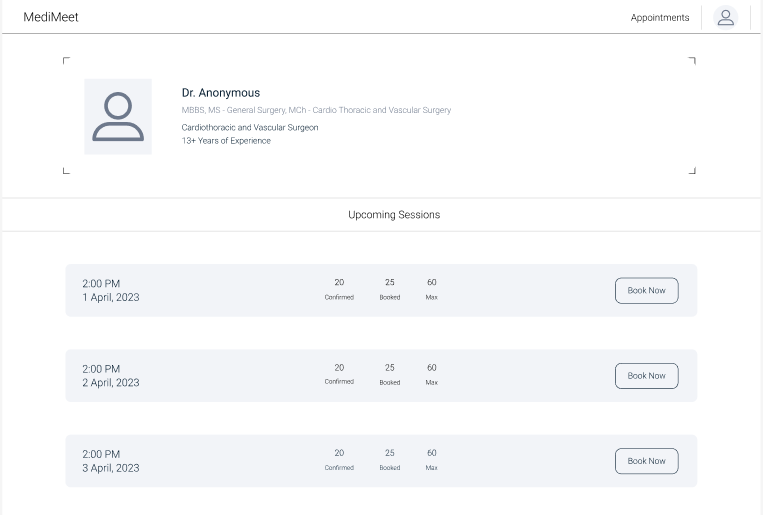 MediMeet
Appointments
Dr. Anonymous
MBBS, MS - General Surgery, MCh - Cardio Thoracic and Vascular Surgery
Cardiothoracic and Vascular Surgeon
13+ Years of Experience
Upcoming Sessions
2:00 PM
1 April, 2023
20 25 60
Confirmed Booked Max
Book Now
2:00 PM
2 April, 2023
20 25 60
Confirmed Booked Max
Book Now
2:00 PM
3 April, 2023
20 25 60
Confirmed Booked Max
Book Now